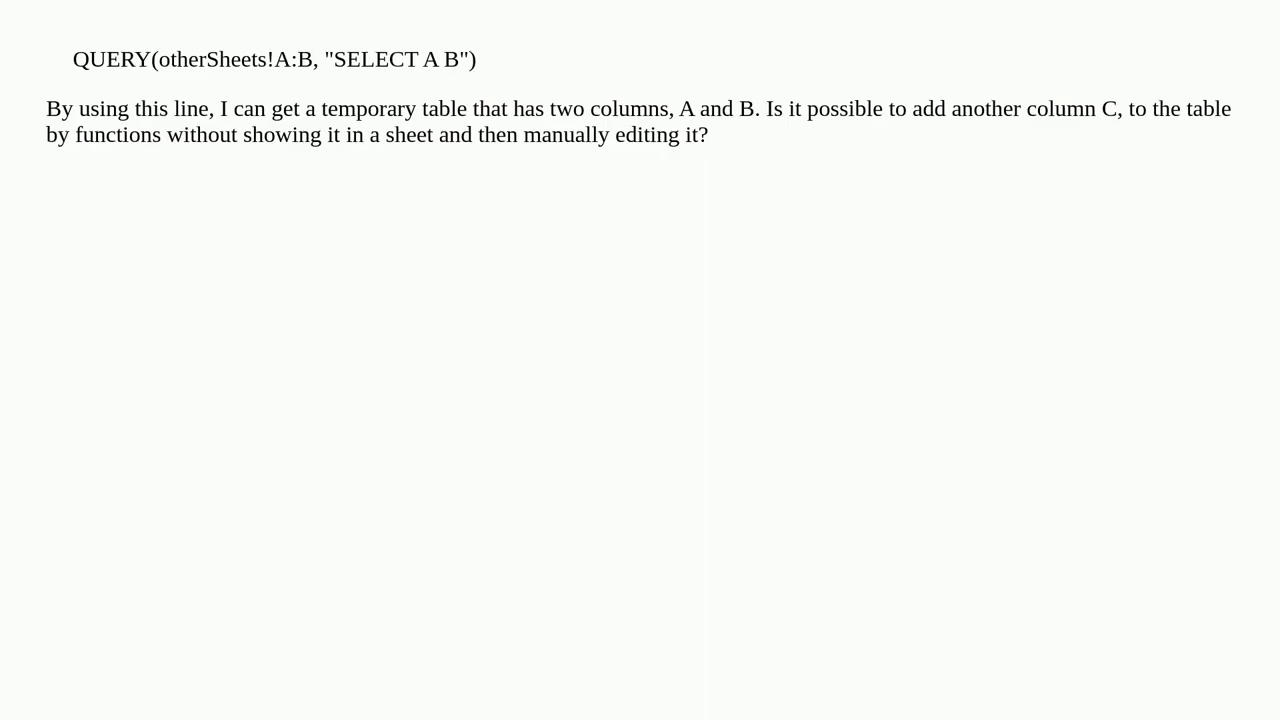 QUERY(otherSheets!A:B, "SELECT A B")
By using this line, I can get a temporary table that has two columns, A and B. Is it possible to add another column C, to the table
by functions without showing it in a sheet and then manually editing it?